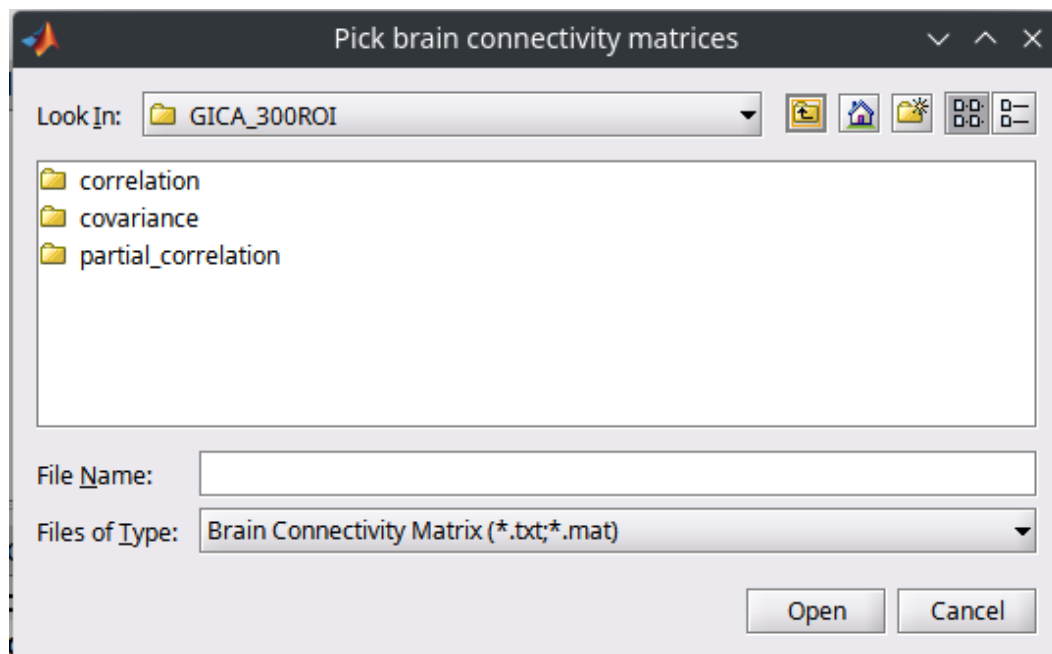 Pick brain connectivity matrices
Look In: GICA_300ROI
correlation
covariance
partial_correlation
File Name:
Files of Type: Brain Connectivity Matrix (*.txt;*.mat)
Open Cancel